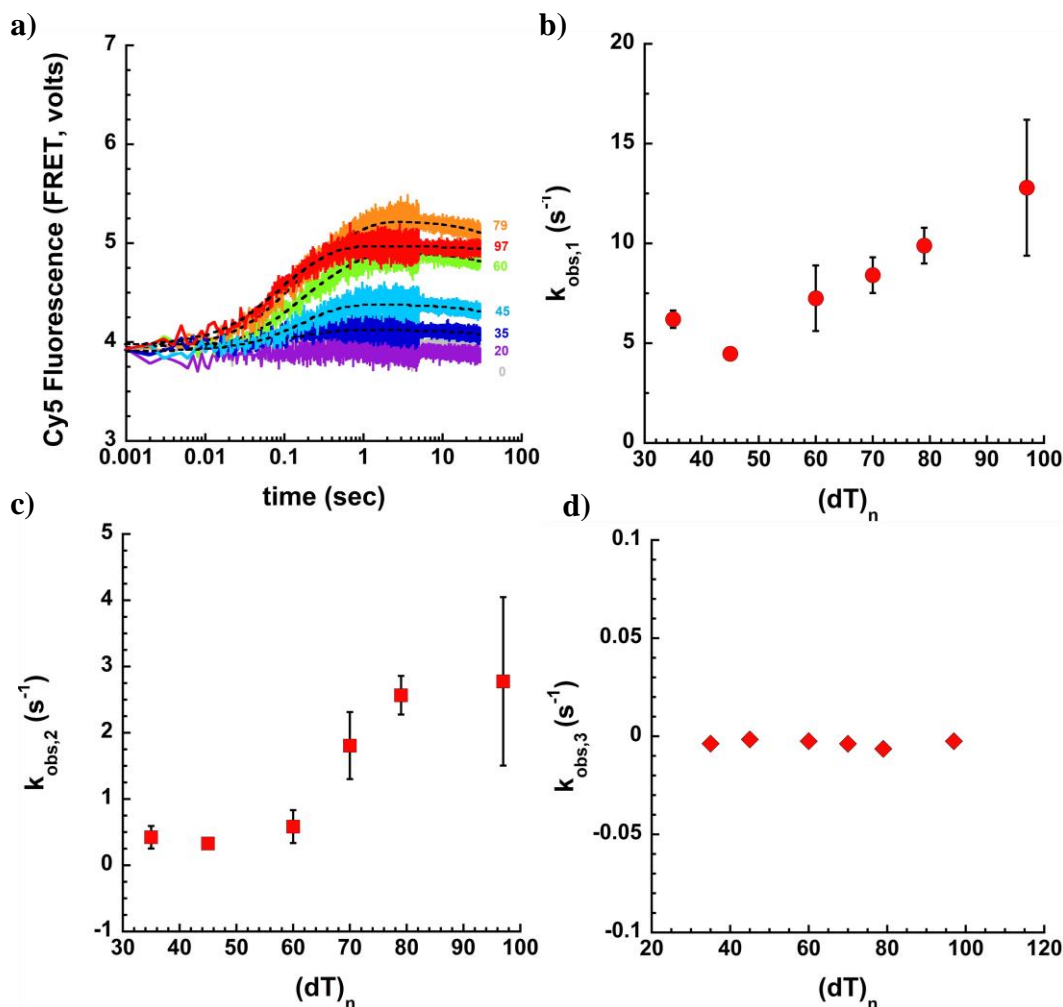 a)
7
6
5
4
3
Cy5 Fluorescence (FRET, volts)
79
97
60
45
35
20
0
0.001 0.01 0.1 1 10 100
time (sec)
b)
20
15
10
5
0
k_obs,1 (s⁻¹)
30 40 50 60 70 80 90 100
(dT)_n
c)
5
4
3
2
1
0
-1
k_obs,2 (s⁻¹)
30 40 50 60 70 80 90 100
(dT)_n
d)
0.1
0.05
0
-0.05
-0.1
k_obs,3 (s⁻¹)
20 40 60 80 100 120
(dT)_n